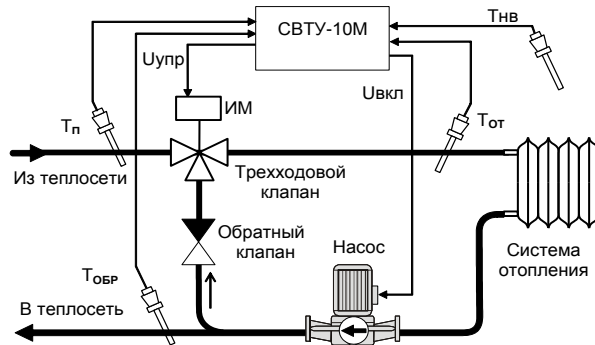 СВТУ-10М
Тнв
Uупр
Uвкл
ИМ
Тп
Тот
Из теплосети
Трехходовой
клапан
Обратный
клапан
Насос
Система
отопления
ТОБР
В теплосеть